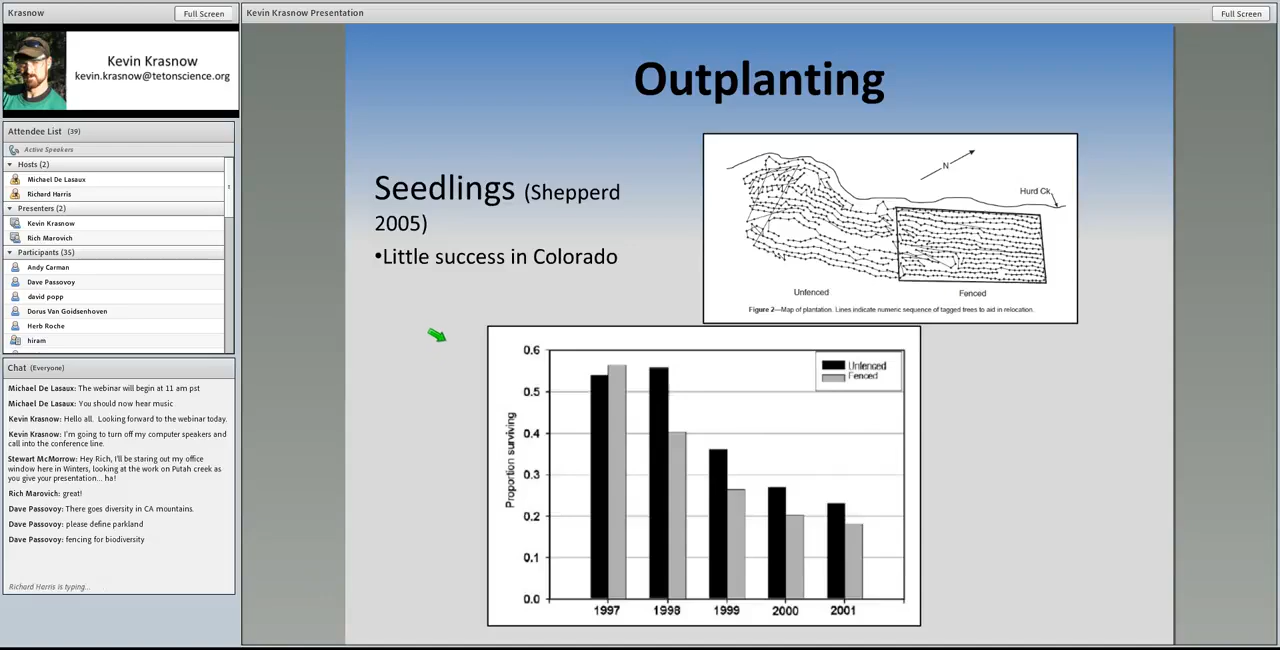 Krasnow
Full Screen
Kevin Krasnow
kevin.krasnow@tetonscience.org
Attendee List (39)
Active Speakers
Hosts (2)
Michael De Lasaux
Richard Harris
Presenters (2)
Kevin Krasnow
Rich Marovich
Participants (35)
Andy Carman
Dave Passovoy
david popp
Dorus Van Goidsenhoven
Herb Roche
hiram
Chat (Everyone)
Michael De Lasaux: The webinar will begin at 11 am pst
Michael De Lasaux: You should now hear music
Kevin Krasnow: Hello all. Looking forward to the webinar today.
Kevin Krasnow: I'm going to turn off my computer speakers and
call into the conference line.
Stewart McMorrow: Hey Rich, I'll be staring out my office
window here in Winters, looking at the work on Putah creek as
you give your presentation... ha!
Rich Marovich: great!
Dave Passovoy: There goes diversity in CA mountains.
Dave Passovoy: please define parkland
Dave Passovoy: fencing for biodiversity
Richard Harris is typing...
Kevin Krasnow Presentation
Full Screen
Outplanting
Seedlings (Shepperd
2005)
•Little success in Colorado
N
Hurd Ck.
Unfenced
Fenced
Figure 2—Map of plantation. Lines indicate numeric sequence of tagged trees to aid in relocation.
Proportion surviving
0.6
0.5
0.4
0.3
0.2
0.1
0.0
Unfenced
Fenced
1997
1998
1999
2000
2001